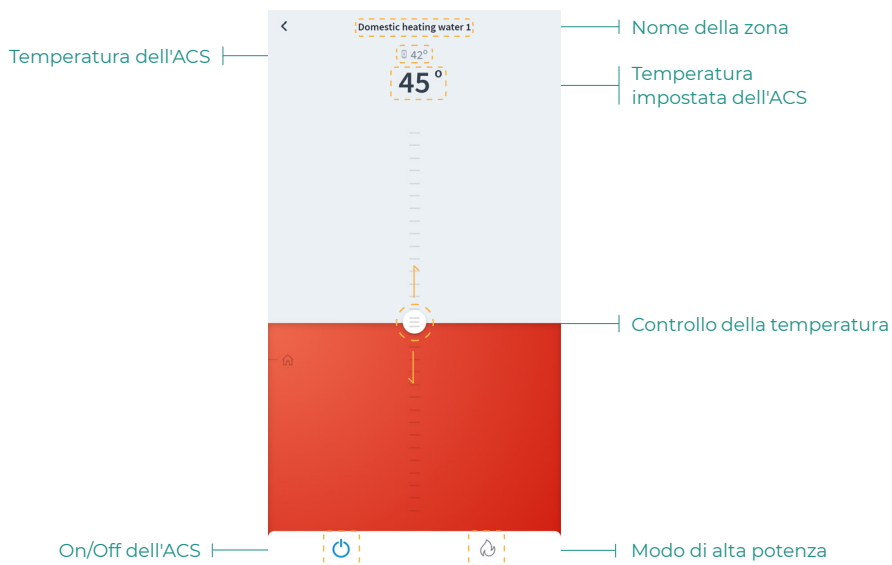 Domestic heating water 1
Nome della zona
Temperatura dell'ACS
42°
45°
Temperatura
impostata dell'ACS
Controllo della temperatura
On/Off dell'ACS
Modo di alta potenza